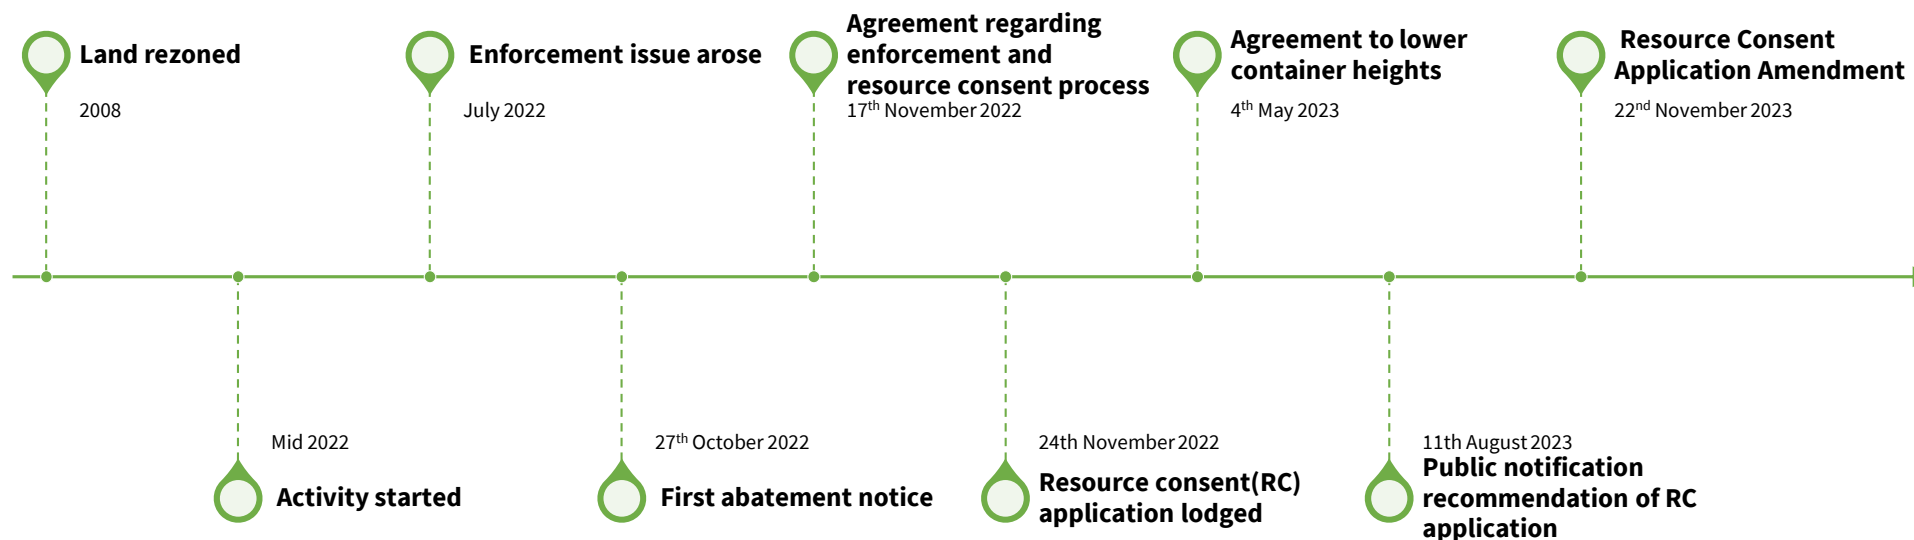 Land rezoned
2008
Enforcement issue arose
July 2022
Agreement regarding
enforcement and
resource consent process
17th November 2022
Agreement to lower
container heights
4th May 2023
Resource Consent
Application Amendment
22nd November 2023
Mid 2022
Activity started
27th October 2022
First abatement notice
24th November 2022
Resource consent(RC)
application lodged
11th August 2023
Public notification
recommendation of RC
application